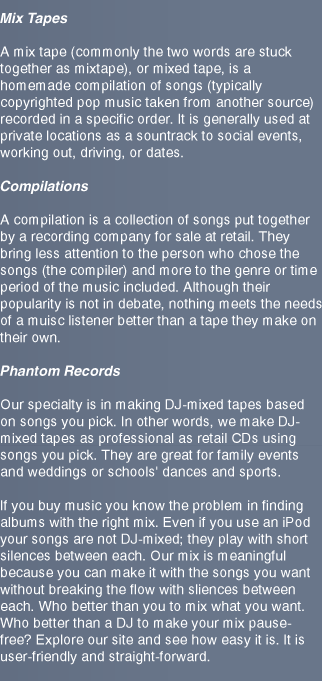 Mix Tapes
A mix tape (commonly the two words are stuck
together as mixtape), or mixed tape, is a
homemade compilation of songs (typically
copyrighted pop music taken from another source)
recorded in a specific order. It is generally used at
private locations as a sountrack to social events,
working out, driving, or dates.
Compilations
A compilation is a collection of songs put together
by a recording company for sale at retail. They
bring less attention to the person who chose the
songs (the compiler) and more to the genre or time
period of the music included. Although their
popularity is not in debate, nothing meets the needs
of a muisc listener better than a tape they make on
their own.
Phantom Records
Our specialty is in making DJ-mixed tapes based
on songs you pick. In other words, we make DJ-
mixed tapes as professional as retail CDs using
songs you pick. They are great for family events
and weddings or schools' dances and sports.
If you buy music you know the problem in finding
albums with the right mix. Even if you use an iPod
your songs are not DJ-mixed; they play with short
silences between each. Our mix is meaningful
because you can make it with the songs you want
without breaking the flow with sliences between
each. Who better than you to mix what you want.
Who better than a DJ to make your mix pause-
free? Explore our site and see how easy it is. It is
user-friendly and straight-forward.